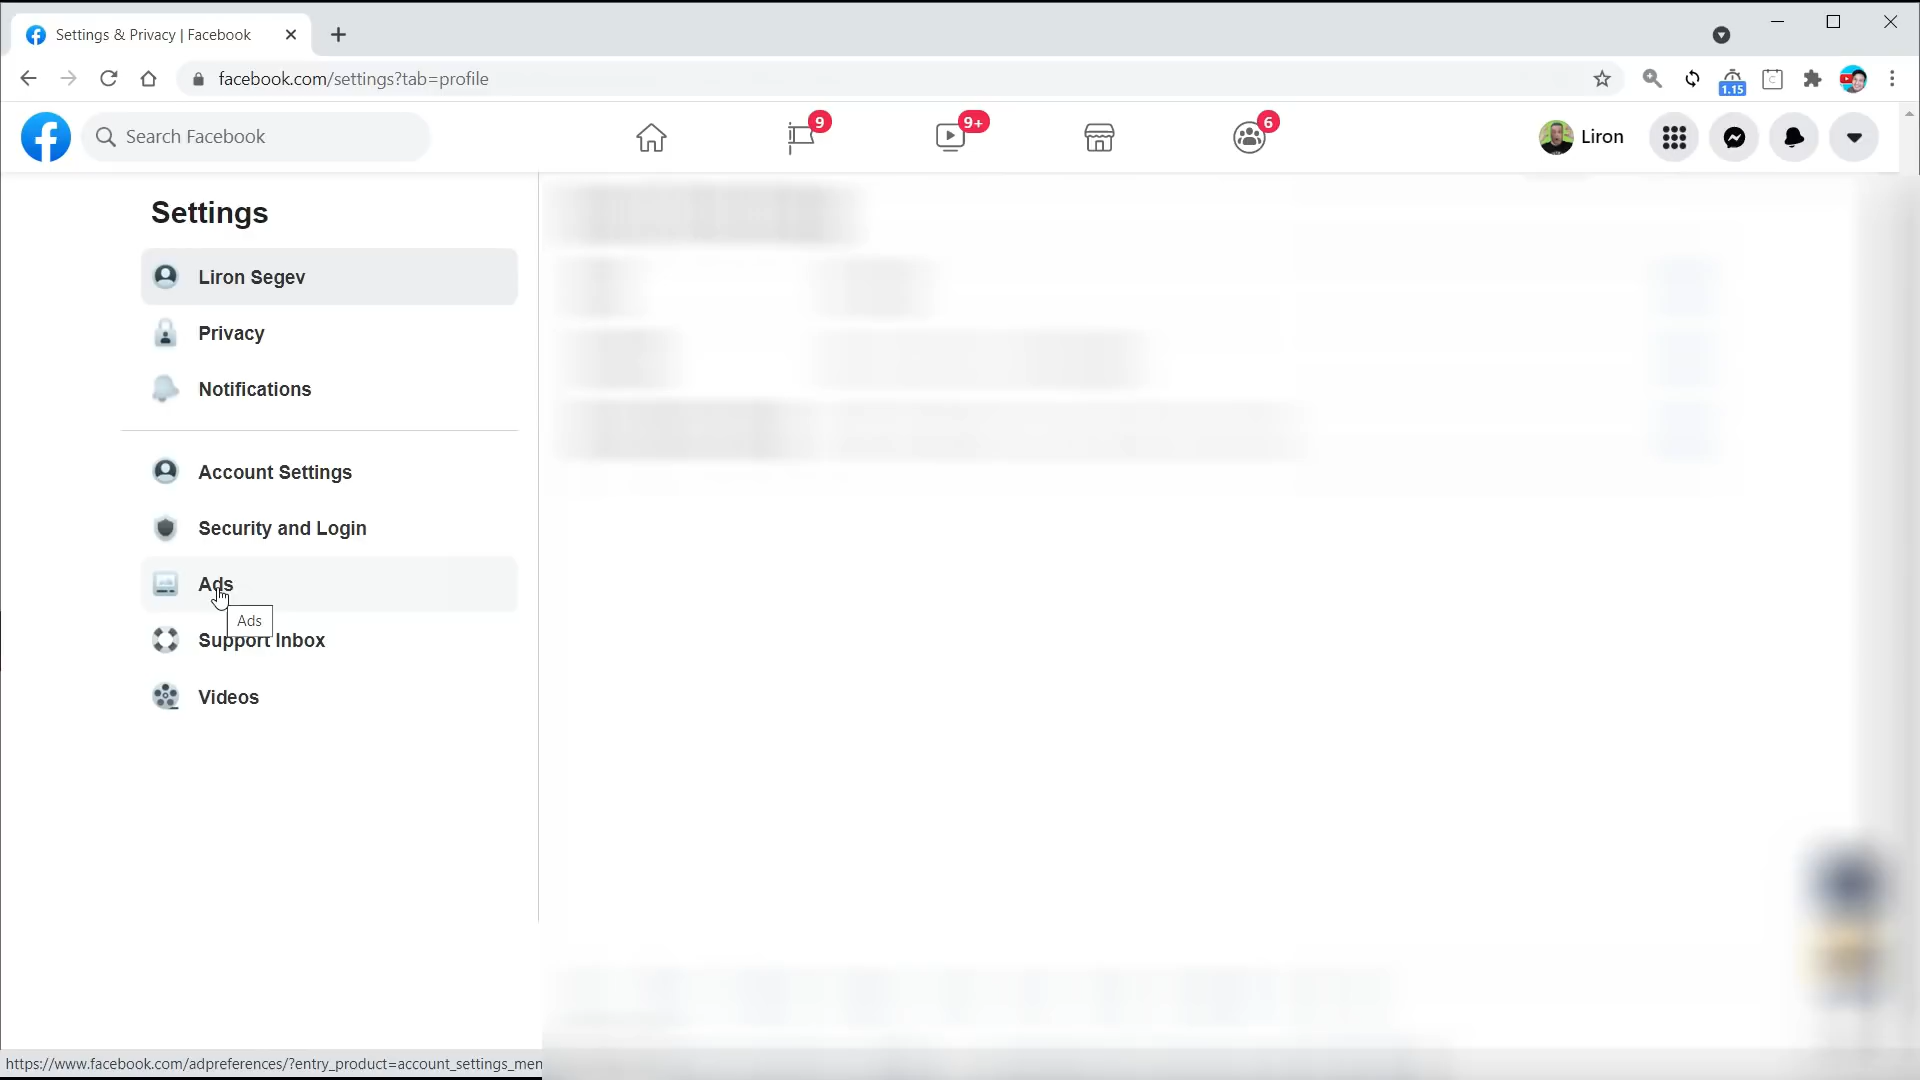 Settings & Privacy | Facebook
facebook.com/settings?tab=profile
1.15
Search Facebook
9
9+
6
Liron
Settings
Liron Segev
Privacy
Notifications
Account Settings
Security and Login
Ads
Ads
Support Inbox
Videos
https://www.facebook.com/adpreferences/?entry_product=account_settings_men